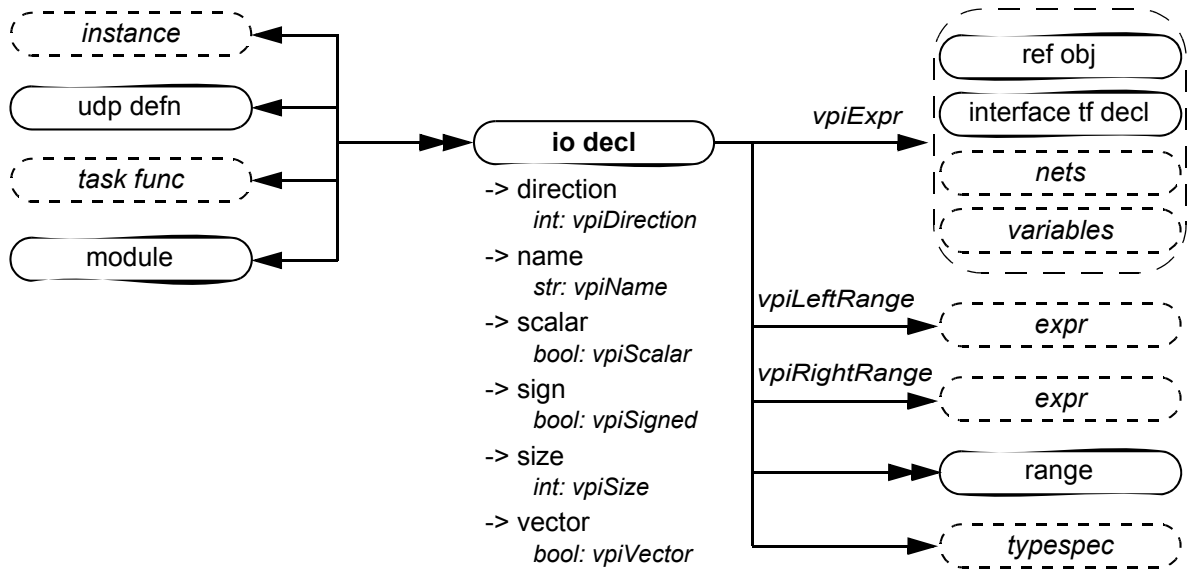 instance
udp defn
task func
module
io decl
-> direction
int: vpiDirection
-> name
str: vpiName
-> scalar
bool: vpiScalar
-> sign
bool: vpiSigned
-> size
int: vpiSize
-> vector
bool: vpiVector
vpiExpr
ref obj
interface tf decl
nets
variables
vpiLeftRange
expr
vpiRightRange
expr
range
typespec